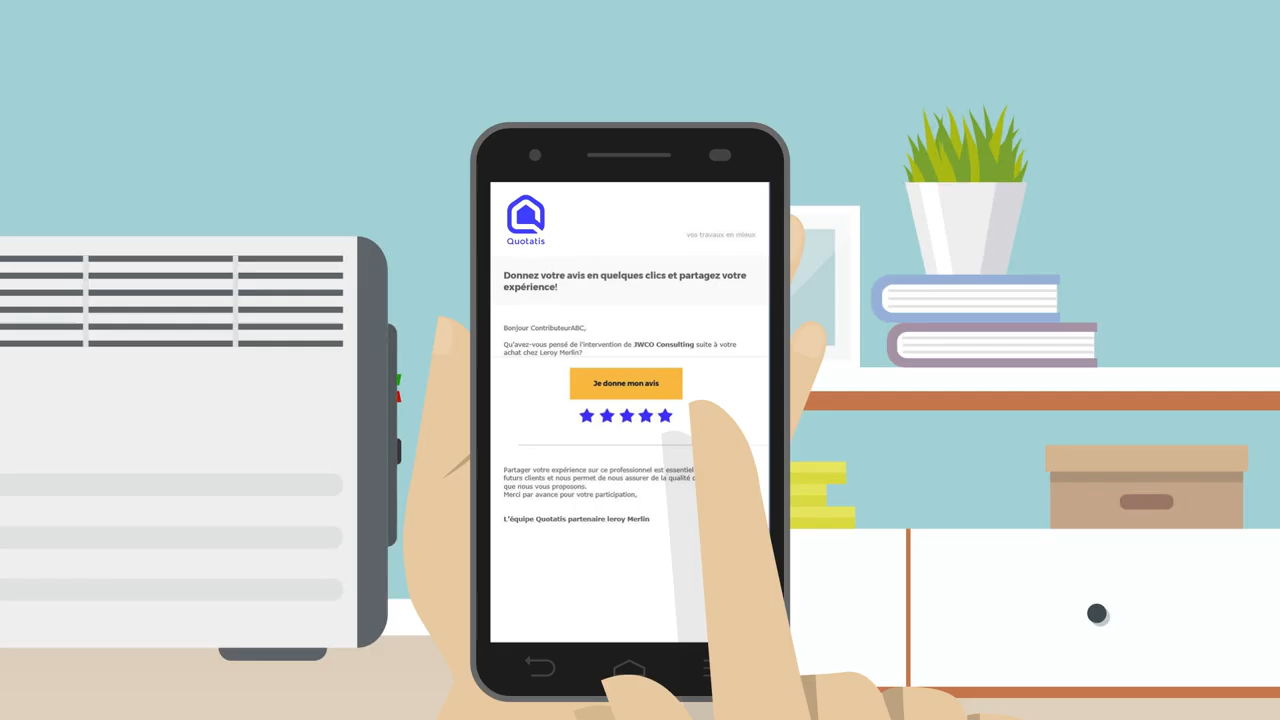 Quotatis
vos travaux en mieux
Donnez votre avis en quelques clics et partagez votre
expérience!
Bonjour ContributeurABC,
Qu'avez-vous pensé de l'intervention de JWCO Consulting suite à votre
achat chez Leroy Merlin?
Je donne mon avis
Partager votre expérience sur ce professionnel est essentiel
futurs clients et nous permet de nous assurer de la qualité
que nous vous proposons.
Merci par avance pour votre participation,
L'équipe Quotatis partenaire leroy Merlin